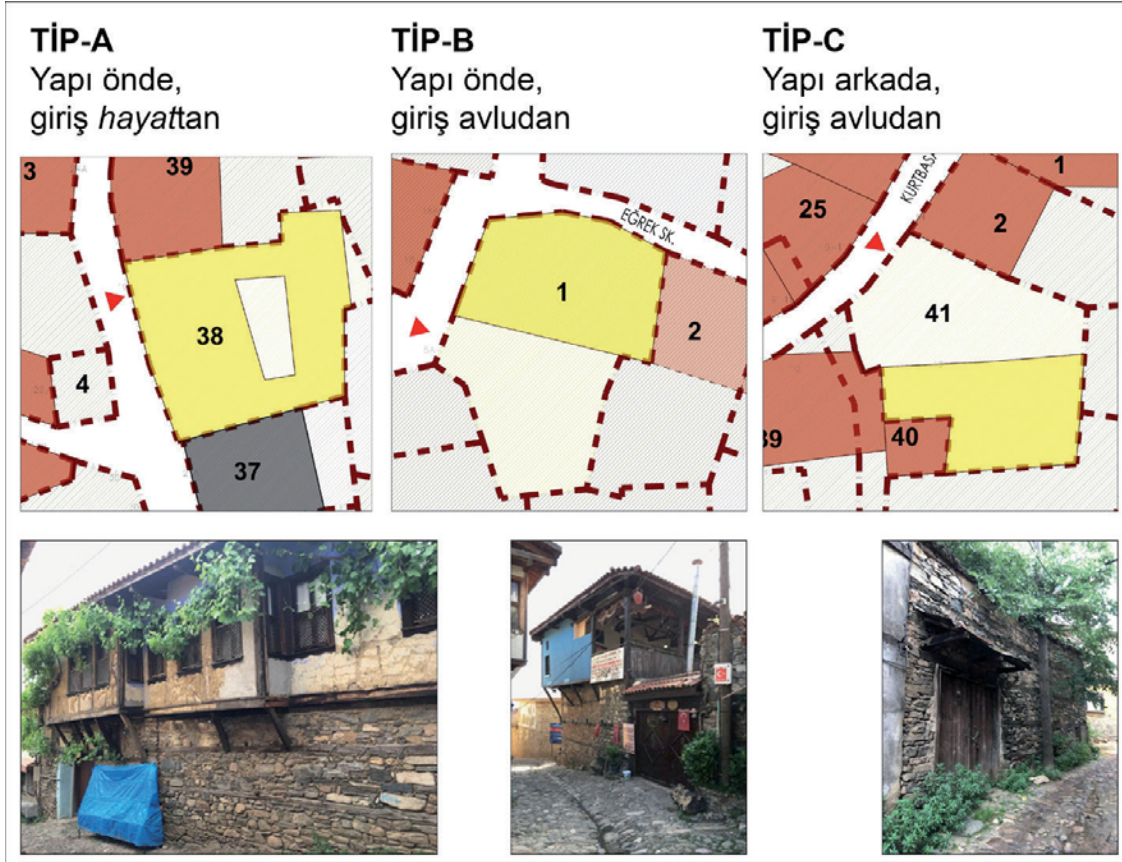 TİP-A
Yapı önde,
giriş hayattan
TİP-B
Yapı önde,
giriş avludan
TİP-C
Yapı arkada,
giriş avludan
3
39
38
4
37
EĞREK SK.
1
2
KURTBASA
1
25
2
41
39
40